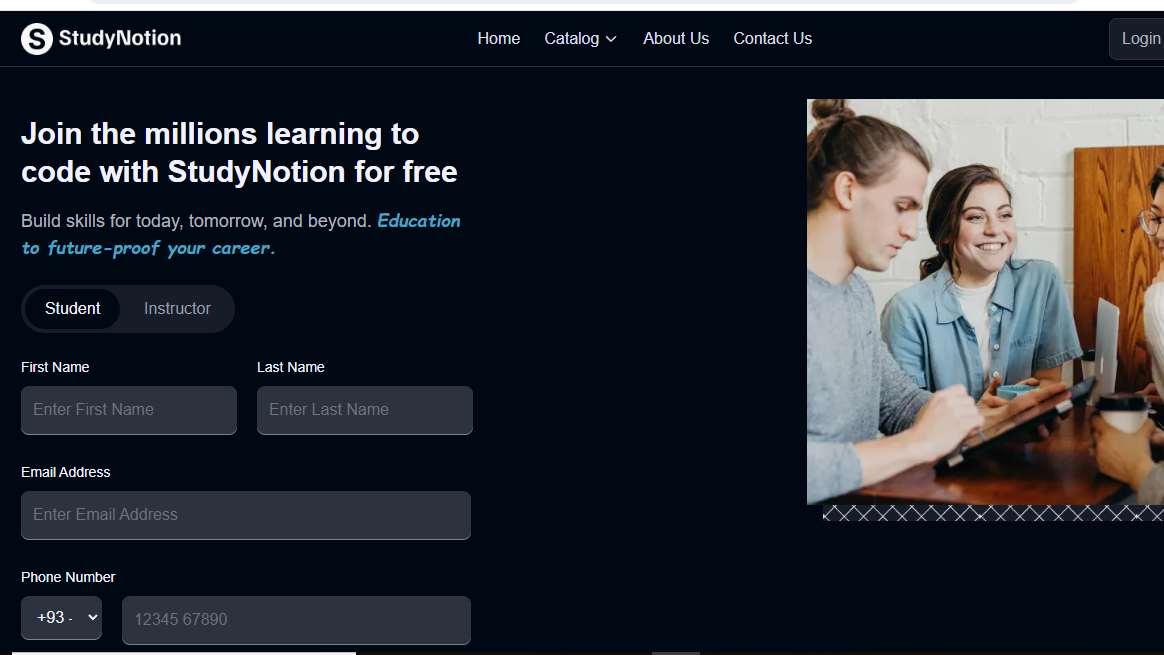 S StudyNotion
Home Catalog About Us Contact Us Login
Join the millions learning to
code with StudyNotion for free
Build skills for today, tomorrow, and beyond. Education
to future-proof your career.
Student Instructor
First Name Last Name
Enter First Name Enter Last Name
Email Address
Enter Email Address
Phone Number
+93 - 12345 67890